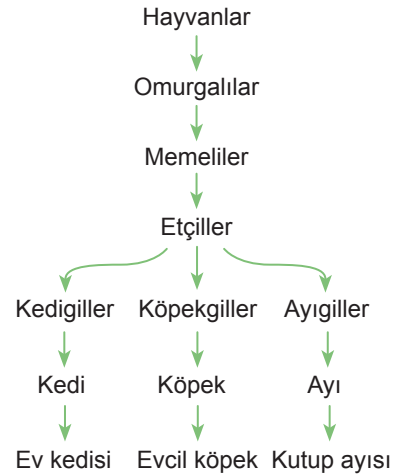 Hayvanlar
Omurgalılar
Memeliler
Etçiller
Kedigiller Köpekgiller Ayıgiller
Kedi Köpek Ayı
Ev kedisi Evcil köpek Kutup ayısı